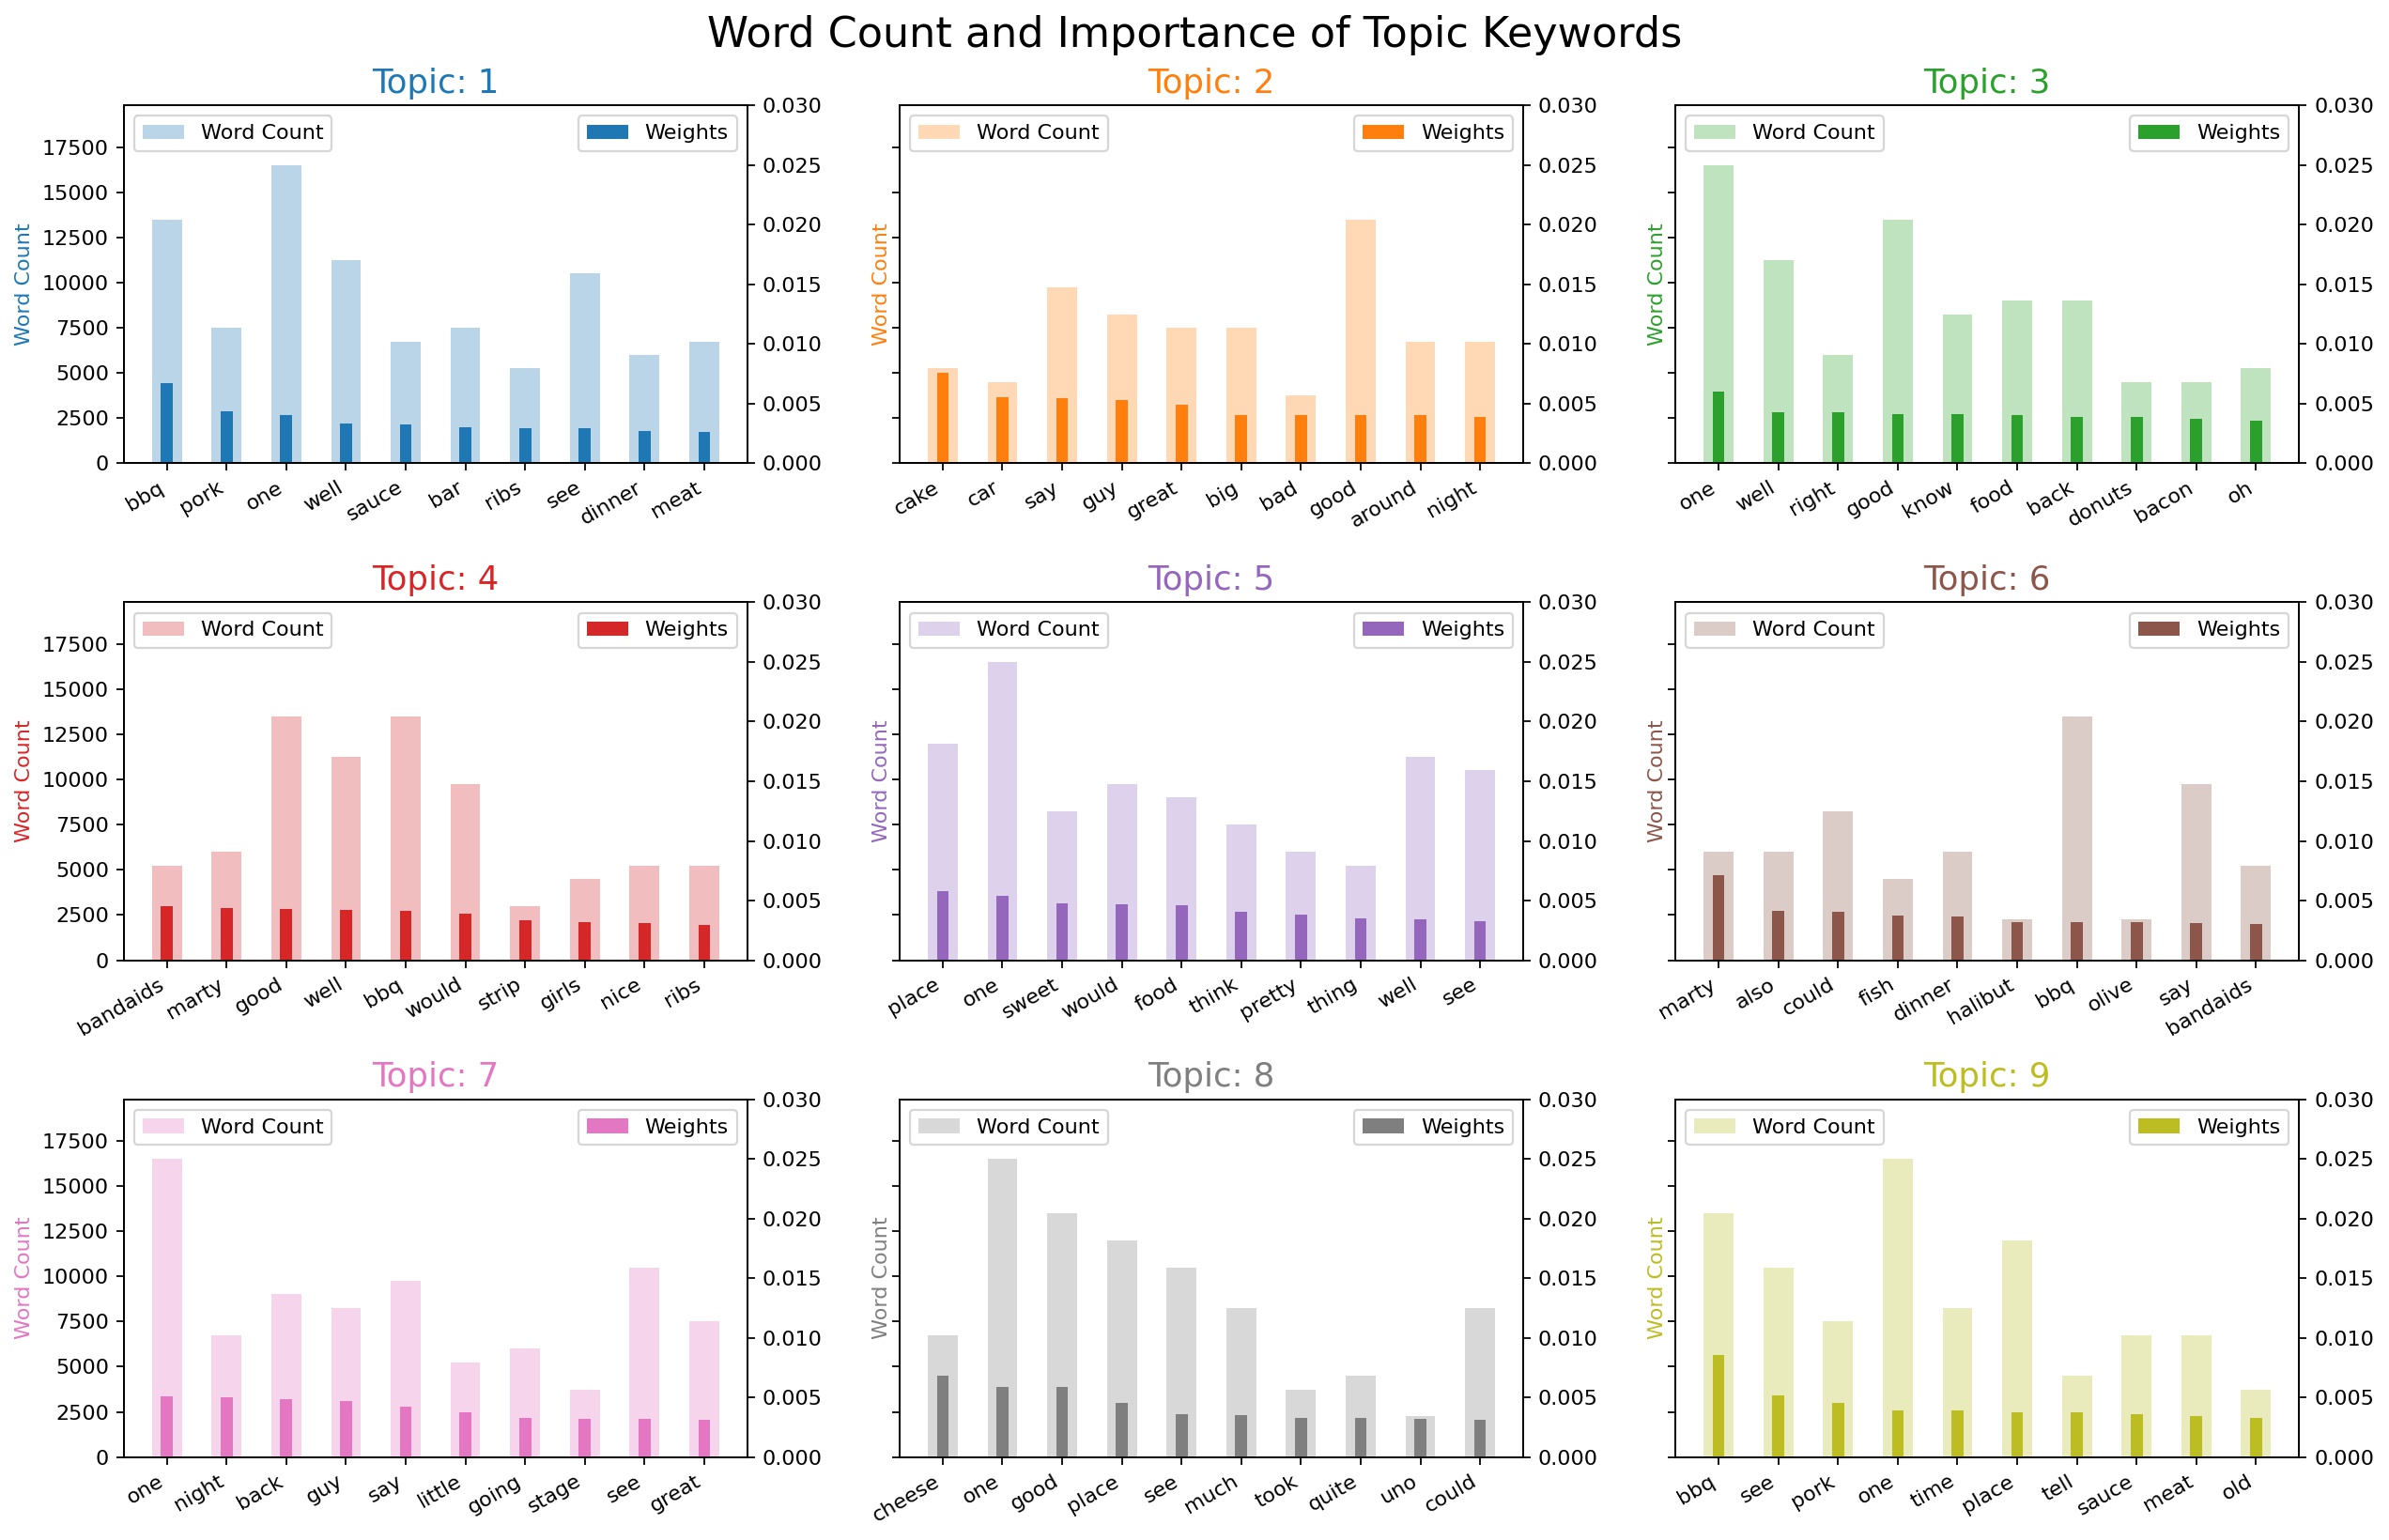 Word Count and Importance of Topic Keywords
Topic: 1
Word Count
Weights
Word Count
17500
15000
12500
10000
7500
5000
2500
0
0.030
0.025
0.020
0.015
0.010
0.005
0.000
bbq pork one well sauce bar ribs see dinner meat
Topic: 2
Word Count
Weights
Word Count
0.030
0.025
0.020
0.015
0.010
0.005
0.000
cake car say guy great big bad good around night
Topic: 3
Word Count
Weights
Word Count
0.030
0.025
0.020
0.015
0.010
0.005
0.000
one well right good know food back donuts bacon oh
Topic: 4
Word Count
Weights
Word Count
17500
15000
12500
10000
7500
5000
2500
0
0.030
0.025
0.020
0.015
0.010
0.005
0.000
bandaids marty good well bbq would strip girls nice ribs
Topic: 5
Word Count
Weights
Word Count
0.030
0.025
0.020
0.015
0.010
0.005
0.000
place one sweet would food think pretty thing well see
Topic: 6
Word Count
Weights
Word Count
0.030
0.025
0.020
0.015
0.010
0.005
0.000
marty also could fish dinner halibut bbq olive say bandaids
Topic: 7
Word Count
Weights
Word Count
17500
15000
12500
10000
7500
5000
2500
0
0.030
0.025
0.020
0.015
0.010
0.005
0.000
one night back guy say little going stage see great
Topic: 8
Word Count
Weights
Word Count
0.030
0.025
0.020
0.015
0.010
0.005
0.000
cheese one good place see much took quite uno could
Topic: 9
Word Count
Weights
Word Count
0.030
0.025
0.020
0.015
0.010
0.005
0.000
bbq see pork one time place tell sauce meat old